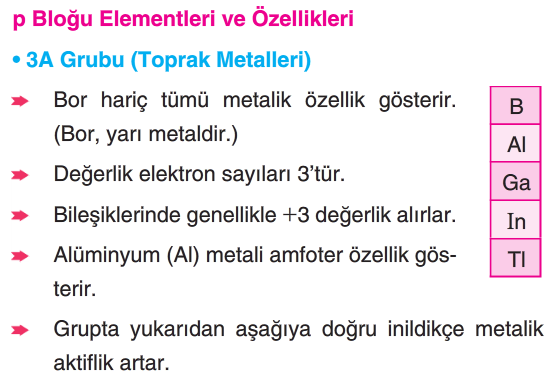 p Bloğu Elementleri ve Özellikleri
• 3A Grubu (Toprak Metalleri)
Bor hariç tümü metalik özellik gösterir.
(Bor, yarı metaldir.)
Değerlik elektron sayıları 3’tür.
Bileşiklerinde genellikle +3 değerlik alırlar.
Alüminyum (Al) metali amfoter özellik gös-
terir.
Grupta yukarıdan aşağıya doğru inildikçe metalik
aktiflik artar.
B
Al
Ga
In
Tl